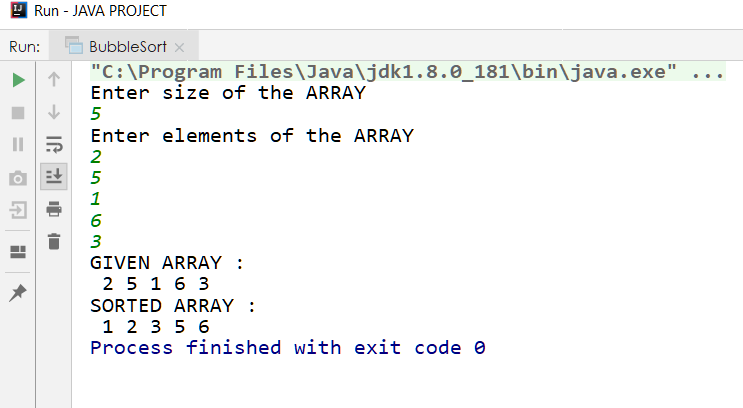 Run - JAVA PROJECT
Run: BubbleSort
"C:\Program Files\Java\jdk1.8.0_181\bin\java.exe" ...
Enter size of the ARRAY
5
Enter elements of the ARRAY
2
5
1
6
3
GIVEN ARRAY :
2 5 1 6 3
SORTED ARRAY :
1 2 3 5 6
Process finished with exit code 0